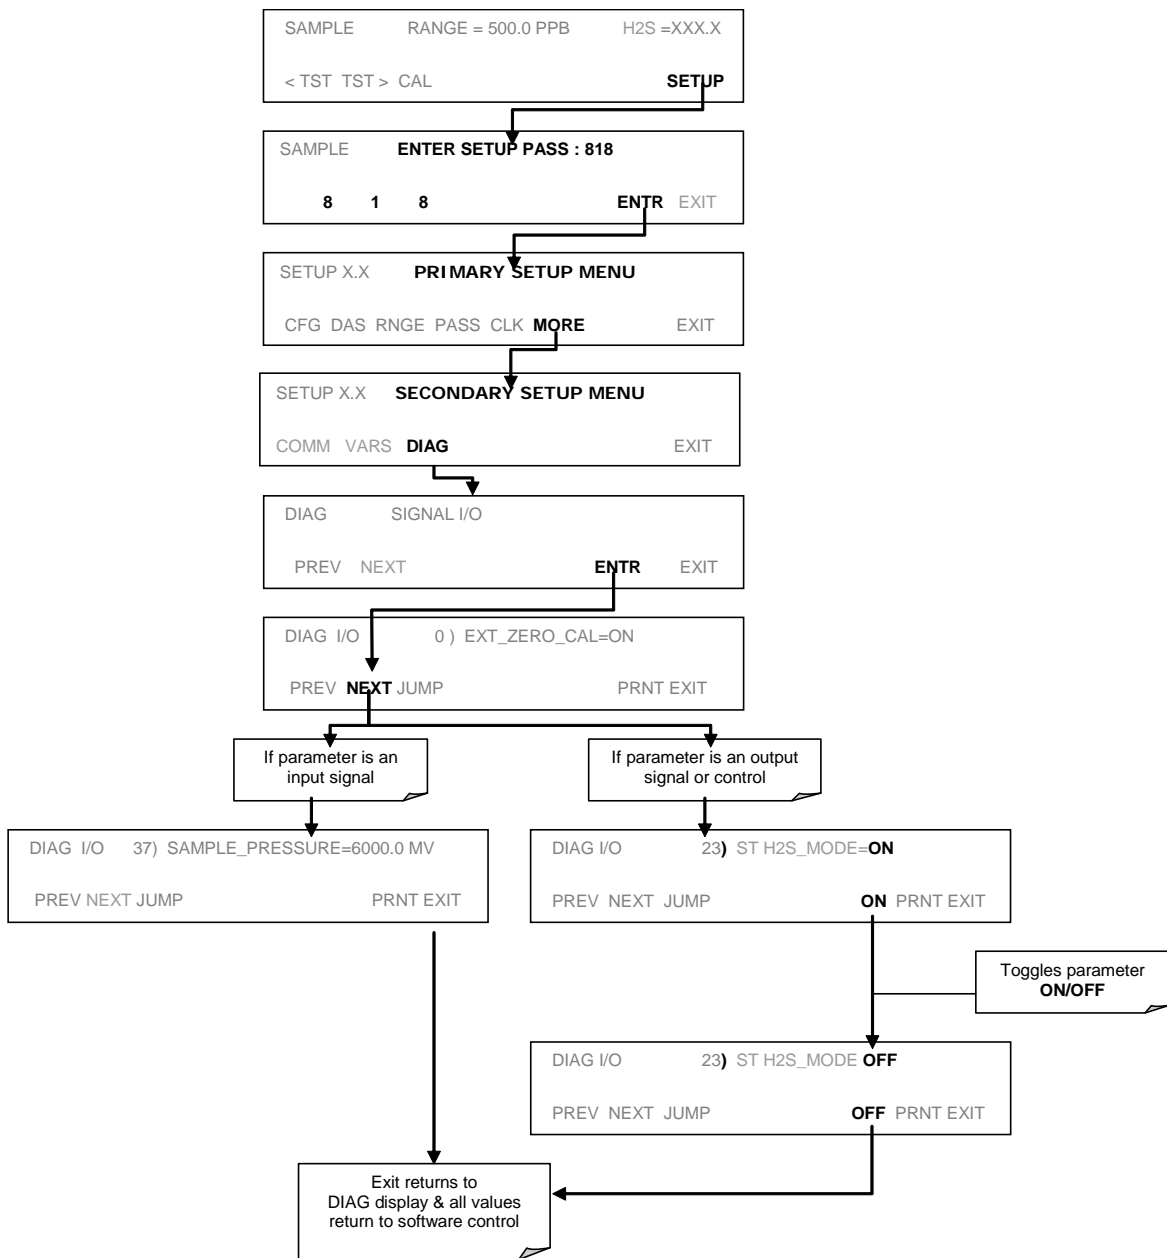 SAMPLE RANGE = 500.0 PPB H2S =XXX.X
< TST TST > CAL SETUP
SAMPLE ENTER SETUP PASS : 818
8 1 8 ENTR EXIT
SETUP X.X PRIMARY SETUP MENU
CFG DAS RNGE PASS CLK MORE EXIT
SETUP X.X SECONDARY SETUP MENU
COMM VARS DIAG EXIT
DIAG SIGNAL I/O
PREV NEXT ENTR EXIT
DIAG I/O 0 ) EXT_ZERO_CAL=ON
PREV NEXT JUMP PRNT EXIT
If parameter is an
input signal
If parameter is an output
signal or control
DIAG I/O 37) SAMPLE_PRESSURE=6000.0 MV
PREV NEXT JUMP PRNT EXIT
DIAG I/O 23) ST H2S_MODE=ON
PREV NEXT JUMP ON PRNT EXIT
Toggles parameter
ON/OFF
DIAG I/O 23) ST H2S_MODE OFF
PREV NEXT JUMP OFF PRNT EXIT
Exit returns to
DIAG display & all values
return to software control